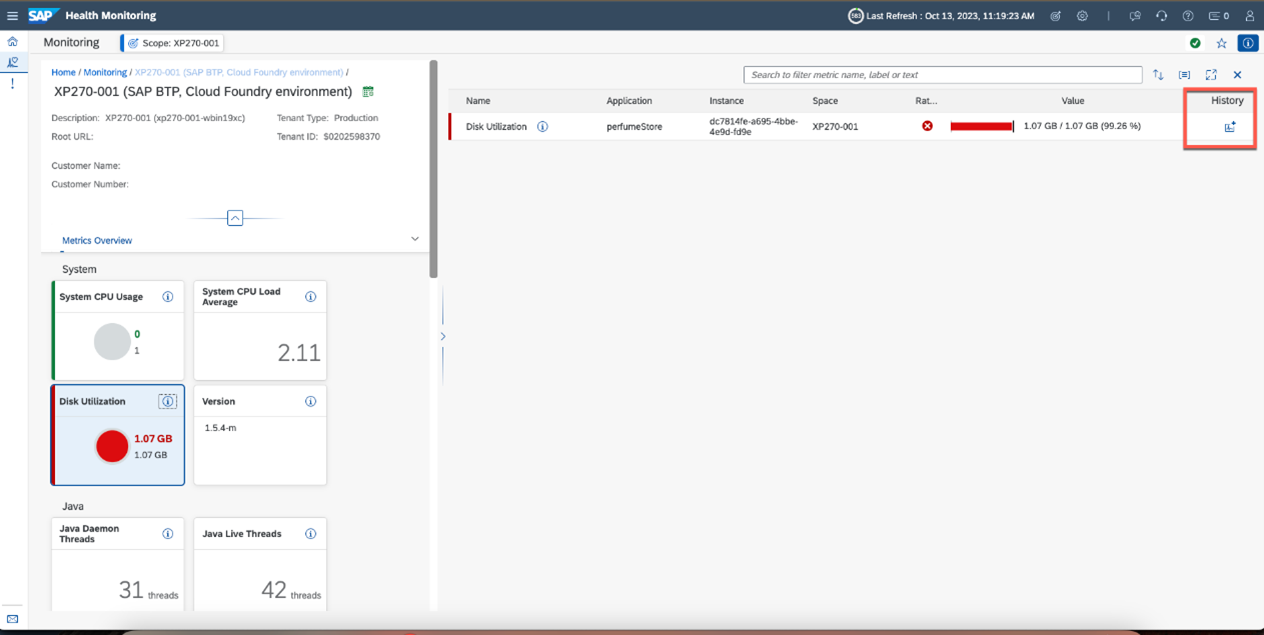 SAP Health Monitoring
583 Last Refresh : Oct 13, 2023, 11:19:23 AM
0
Monitoring
Scope: XP270-001
Home / Monitoring / XP270-001 (SAP BTP, Cloud Foundry environment) /
XP270-001 (SAP BTP, Cloud Foundry environment)
Description: XP270-001 (xp270-001-wbin19xc)
Tenant Type: Production
Root URL:
Tenant ID: $0202598370
Customer Name:
Customer Number:
Metrics Overview
System
System CPU Usage
0
1
System CPU Load
Average
2.11
Disk Utilization
1.07 GB
1.07 GB
Version
1.5.4-m
Java
Java Daemon
Threads
31 threads
Java Live Threads
42 threads
Search to filter metric name, label or text
Name Application Instance Space Rat... Value History
Disk Utilization perfumeStore dc7814fe-a695-4bbe-
4e9d-fd9e
XP270-001 1.07 GB / 1.07 GB (99.26 %)